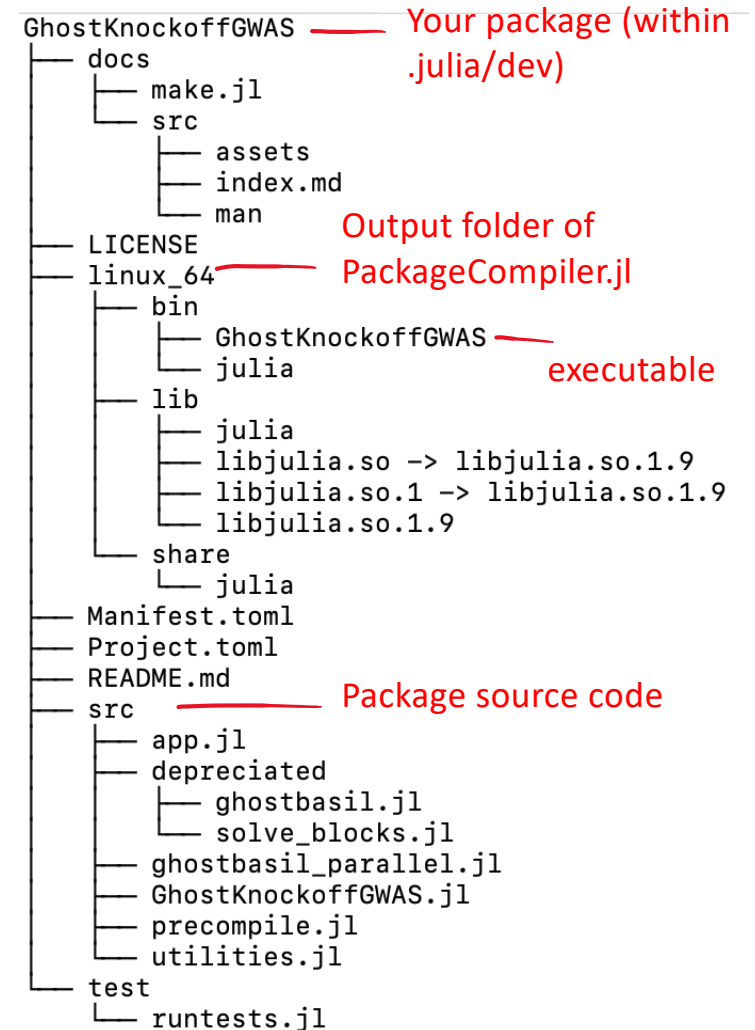 GhostKnockoffGWAS
Your package (within
.julia/dev)
├── docs
│   ├── make.jl
│   └── src
│       ├── assets
│       ├── index.md
│       └── man
├── LICENSE
├── linux_64
Output folder of
PackageCompiler.jl
│   ├── bin
│   │   ├── GhostKnockoffGWAS
executable
│   │   └── julia
│   ├── lib
│   │   ├── julia
│   │   ├── libjulia.so -> libjulia.so.1.9
│   │   ├── libjulia.so.1 -> libjulia.so.1.9
│   │   └── libjulia.so.1.9
│   └── share
│       └── julia
├── Manifest.toml
├── Project.toml
├── README.md
├── src
Package source code
│   ├── app.jl
│   ├── depreciated
│   │   ├── ghostbasil.jl
│   │   └── solve_blocks.jl
│   ├── ghostbasil_parallel.jl
│   ├── GhostKnockoffGWAS.jl
│   ├── precompile.jl
│   └── utilities.jl
└── test
    └── runtests.jl